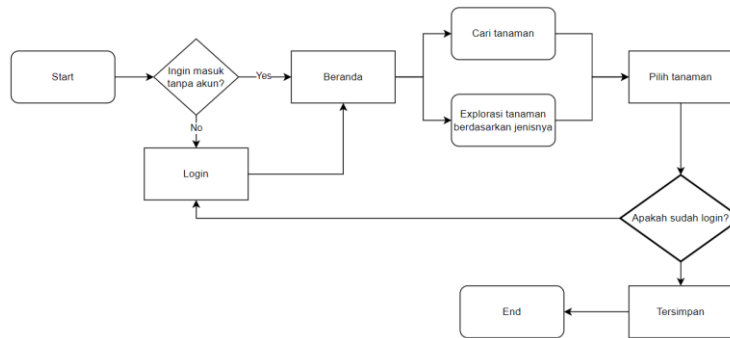 Start
Ingin masuk
tanpa akun?
Yes
No
Login
Beranda
Cari tanaman
Explorasi tanaman
berdasarkan jenisnya
Pilih tanaman
Apakah sudah login?
Tersimpan
End